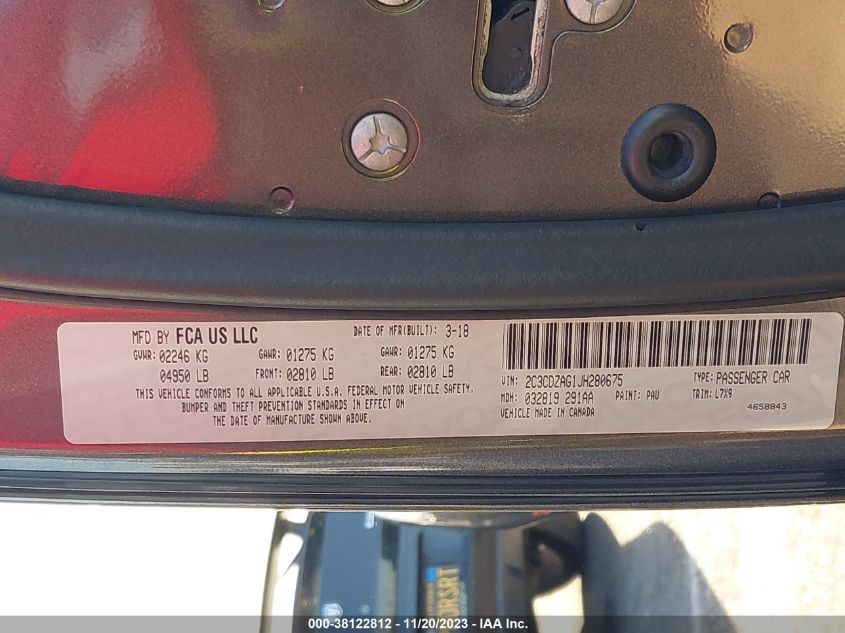 MFD BY FCA US LLC DATE OF MFR(BUILT): 3-18
GVWR: 02246 KG GAWR: 01275 KG GAWR: 01275 KG
04950 LB FRONT: 02810 LB REAR: 02810 LB
THIS VEHICLE CONFORMS TO ALL APPLICABLE U.S.A. FEDERAL MOTOR VEHICLE SAFETY,
BUMPER AND THEFT PREVENTION STANDARDS IN EFFECT ON
THE DATE OF MANUFACTURE SHOWN ABOVE.
VIN: 2C3CDZAG1JH280675 TYPE: PASSENGER CAR
MDH: 032819 291AA PAINT: PAU TRIM: L7X9
VEHICLE MADE IN CANADA 4658843
000-38122812 - 11/20/2023 - IAA Inc.